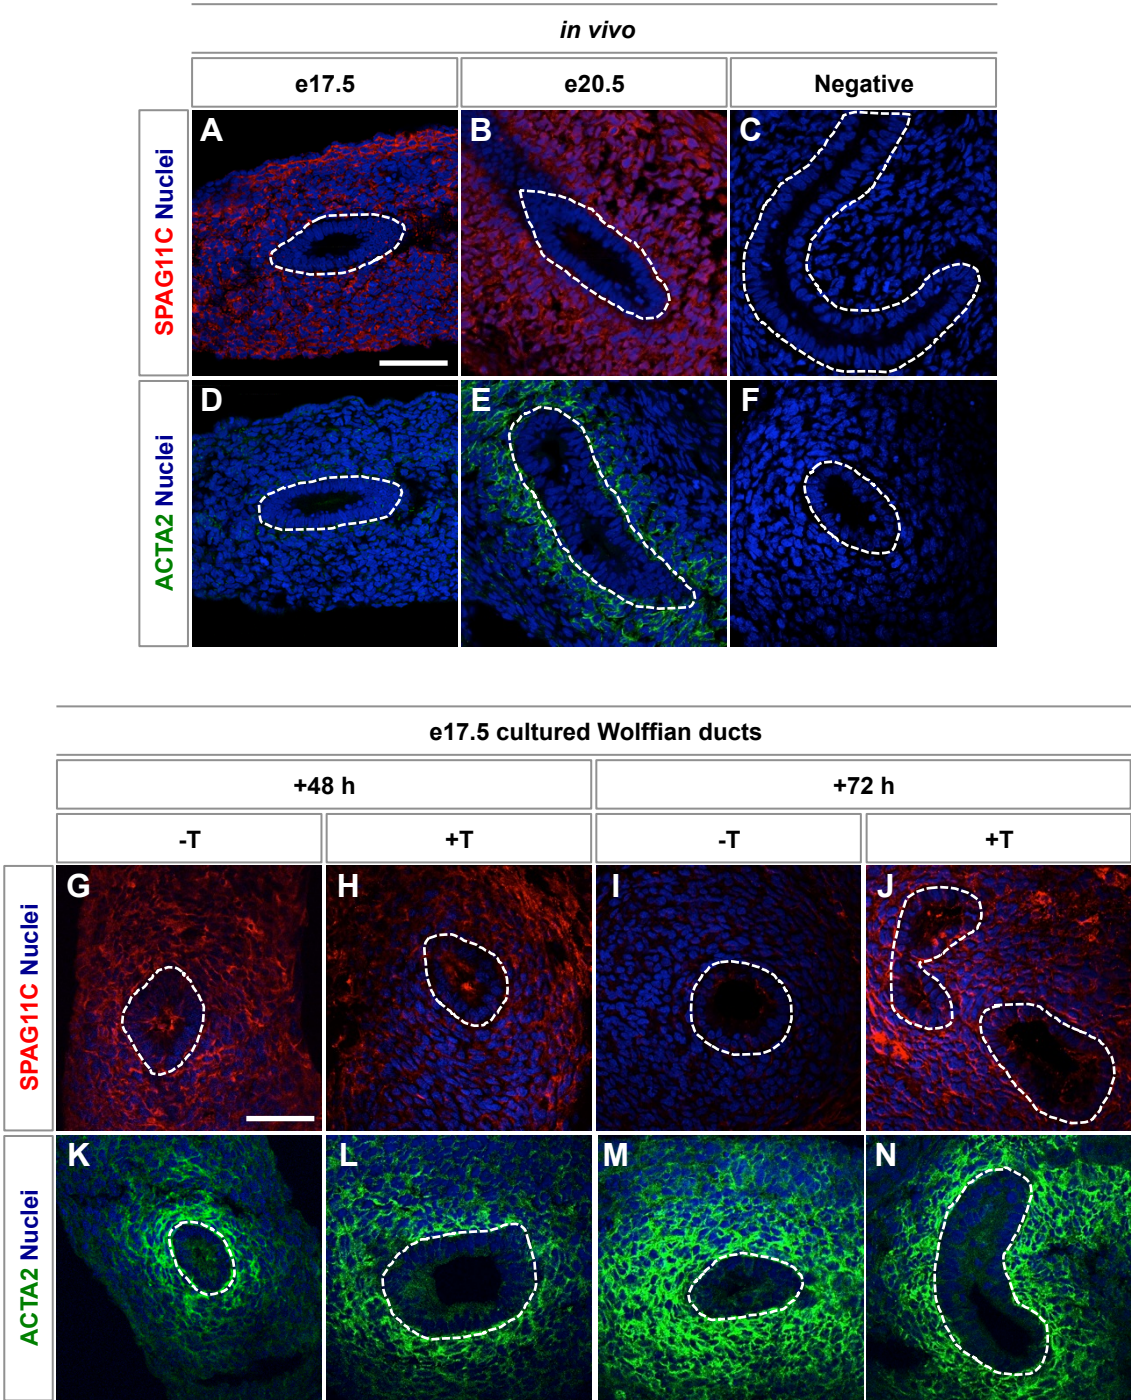 in vivo
e17.5 e20.5 Negative
SPAG11C Nuclei
A B C
ACTA2 Nuclei
D E F
e17.5 cultured Wolffian ducts
+48 h +72 h
-T +T -T +T
SPAG11C Nuclei
G H I J
ACTA2 Nuclei
K L M N